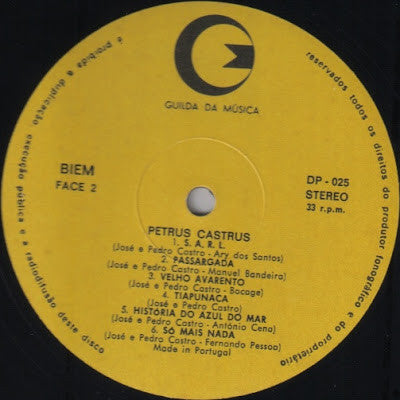 GUILDA DA MÚSICA
BIEM
FACE 2
DP - 025
STEREO
33 r.p.m.
PETRUS CASTRUS
1. S. A. R. L.
(José e Pedro Castro - Ary dos Santos)
2. PASSARGADA
(José e Pedro Castro - Manuel Bandeira)
3. VELHO AVARENTO
(José e Pedro Castro - Bocage)
4. TIAPUNACA
(José e Pedro Castro)
5. HISTÓRIA DO AZUL DO MAR
(José e Pedro Castro - António Ceno)
6. SÓ MAIS NADA
(José e Pedro Castro - Fernando Pessoa)
Made in Portugal
reservados todos os direitos do produtor fonográfico e do proprietário
é proibida a duplicação execução pública e a radiodifusão deste disco